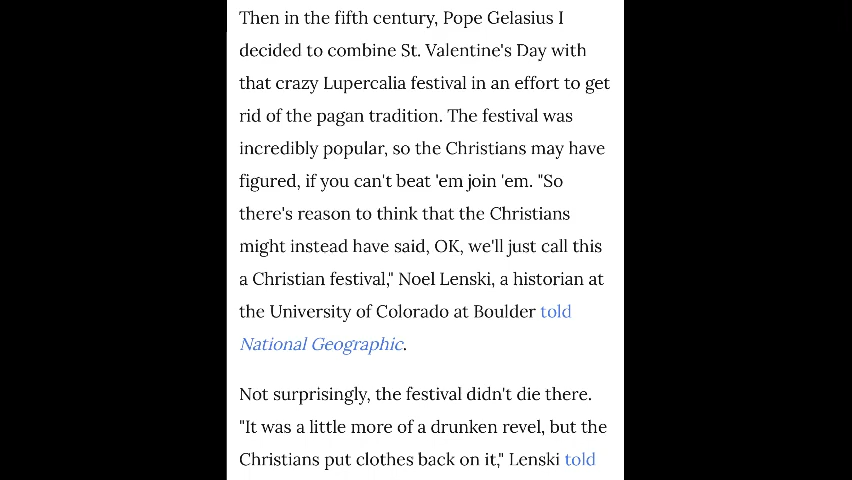 Then in the fifth century, Pope Gelasius I
decided to combine St. Valentine's Day with
that crazy Lupercalia festival in an effort to get
rid of the pagan tradition. The festival was
incredibly popular, so the Christians may have
figured, if you can't beat 'em join 'em. "So
there's reason to think that the Christians
might instead have said, OK, we'll just call this
a Christian festival," Noel Lenski, a historian at
the University of Colorado at Boulder told
National Geographic.
Not surprisingly, the festival didn't die there.
"It was a little more of a drunken revel, but the
Christians put clothes back on it," Lenski told